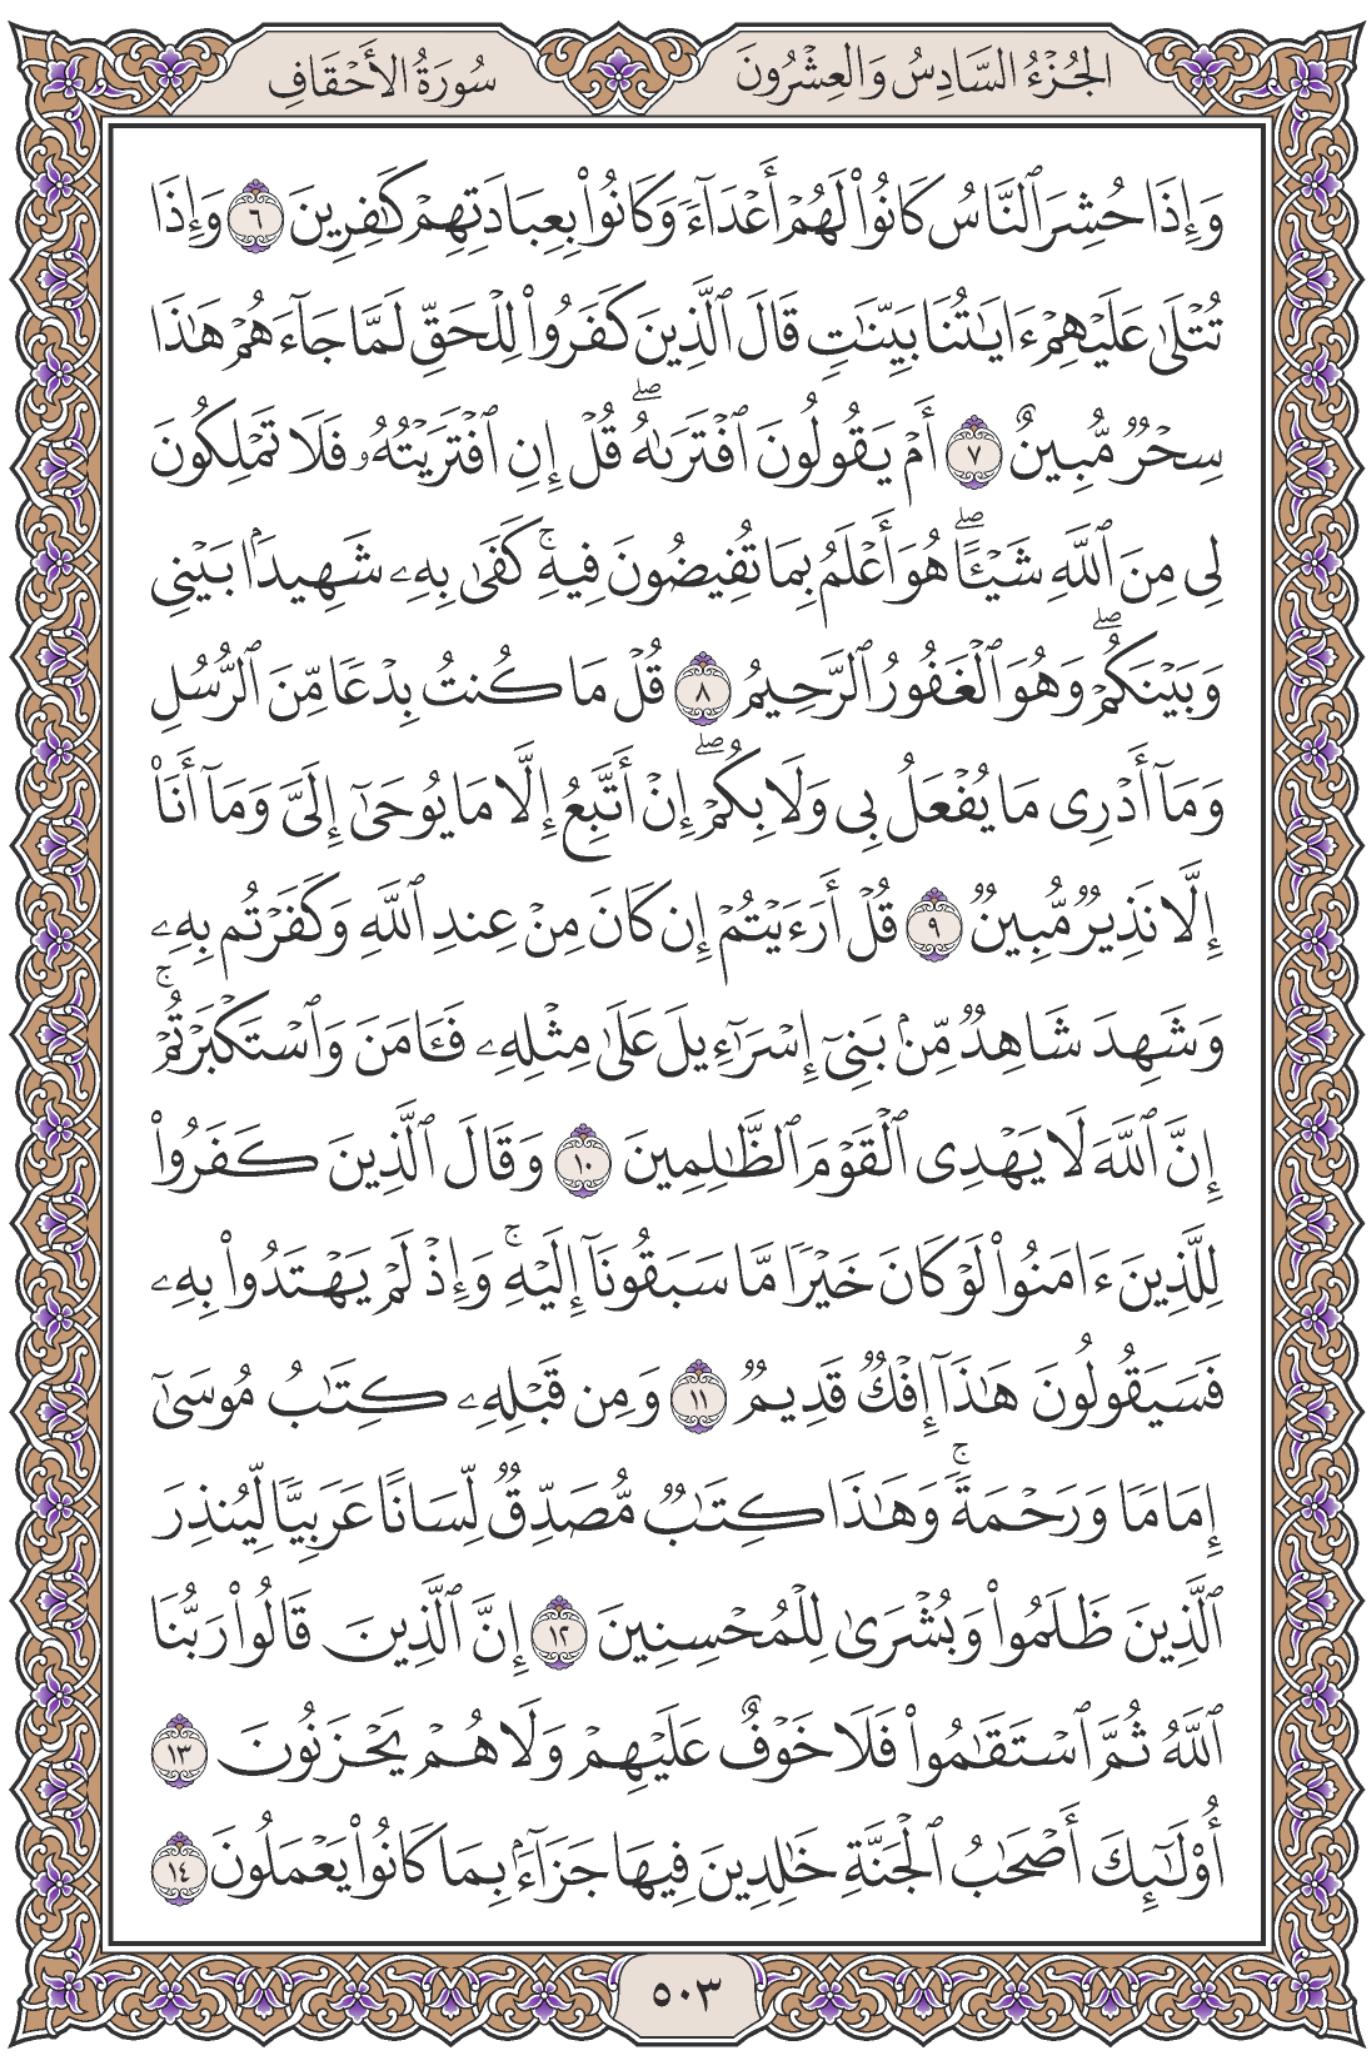 الجُزْءُ السَّادِسُ وَالعِشْرُونَ
سُورَةُ الأَحْقَافِ
وَإِذَا حُشِرَ ٱلنَّاسُ كَانُوا۟ لَهُمْ أَعْدَآءً وَكَانُوا۟ بِعِبَادَتِهِمْ كَٰفِرِينَ ٦ وَإِذَا
تُتْلَىٰ عَلَيْهِمْ ءَايَٰتُنَا بَيِّنَٰتٍ قَالَ ٱلَّذِينَ كَفَرُوا۟ لِلْحَقِّ لَمَّا جَآءَهُمْ هَٰذَا
سِحْرٌ مُّبِينٌ ٧ أَمْ يَقُولُونَ ٱفْتَرَىٰهُ ۖ قُلْ إِنِ ٱفْتَرَيْتُهُۥ فَلَا تَمْلِكُونَ
لِى مِنَ ٱللَّهِ شَيْـًٔا ۖ هُوَ أَعْلَمُ بِمَا تُفِيضُونَ فِيهِ ۚ كَفَىٰ بِهِۦ شَهِيدًۢا بَيْنِى
وَبَيْنَكُمْ ۖ وَهُوَ ٱلْغَفُورُ ٱلرَّحِيمُ ٨ قُلْ مَا كُنتُ بِدْعًا مِّنَ ٱلرُّسُلِ
وَمَآ أَدْرِى مَا يُفْعَلُ بِى وَلَا بِكُمْ ۖ إِنْ أَتَّبِعُ إِلَّا مَا يُوحَىٰٓ إِلَىَّ وَمَآ أَنَا۠
إِلَّا نَذِيرٌ مُّبِينٌ ٩ قُلْ أَرَءَيْتُمْ إِن كَانَ مِنْ عِندِ ٱللَّهِ وَكَفَرْتُم بِهِۦ
وَشَهِدَ شَاهِدٌ مِّنۢ بَنِىٓ إِسْرَٰٓءِيلَ عَلَىٰ مِثْلِهِۦ فَـَٔامَنَ وَٱسْتَكْبَرْتُمْ ۚ
إِنَّ ٱللَّهَ لَا يَهْدِى ٱلْقَوْمَ ٱلظَّٰلِمِينَ ١٠ وَقَالَ ٱلَّذِينَ كَفَرُوا۟
لِلَّذِينَ ءَامَنُوا۟ لَوْ كَانَ خَيْرًا مَّا سَبَقُونَآ إِلَيْهِ ۚ وَإِذْ لَمْ يَهْتَدُوا۟ بِهِۦ
فَسَيَقُولُونَ هَٰذَآ إِفْكٌ قَدِيمٌ ١١ وَمِن قَبْلِهِۦ كِتَٰبُ مُوسَىٰٓ
إِمَامًا وَرَحْمَةً ۚ وَهَٰذَا كِتَٰبٌ مُّصَدِّقٌ لِّسَانًا عَرَبِيًّا لِّيُنذِرَ
ٱلَّذِينَ ظَلَمُوا۟ وَبُشْرَىٰ لِلْمُحْسِنِينَ ١٢ إِنَّ ٱلَّذِينَ قَالُوا۟ رَبُّنَا
ٱللَّهُ ثُمَّ ٱسْتَقَٰمُوا۟ فَلَا خَوْفٌ عَلَيْهِمْ وَلَا هُمْ يَحْزَنُونَ ١٣
أُو۟لَٰٓئِكَ أَصْحَٰبُ ٱلْجَنَّةِ خَٰلِدِينَ فِيهَا جَزَآءًۢ بِمَا كَانُوا۟ يَعْمَلُونَ ١٤
٥٠٣